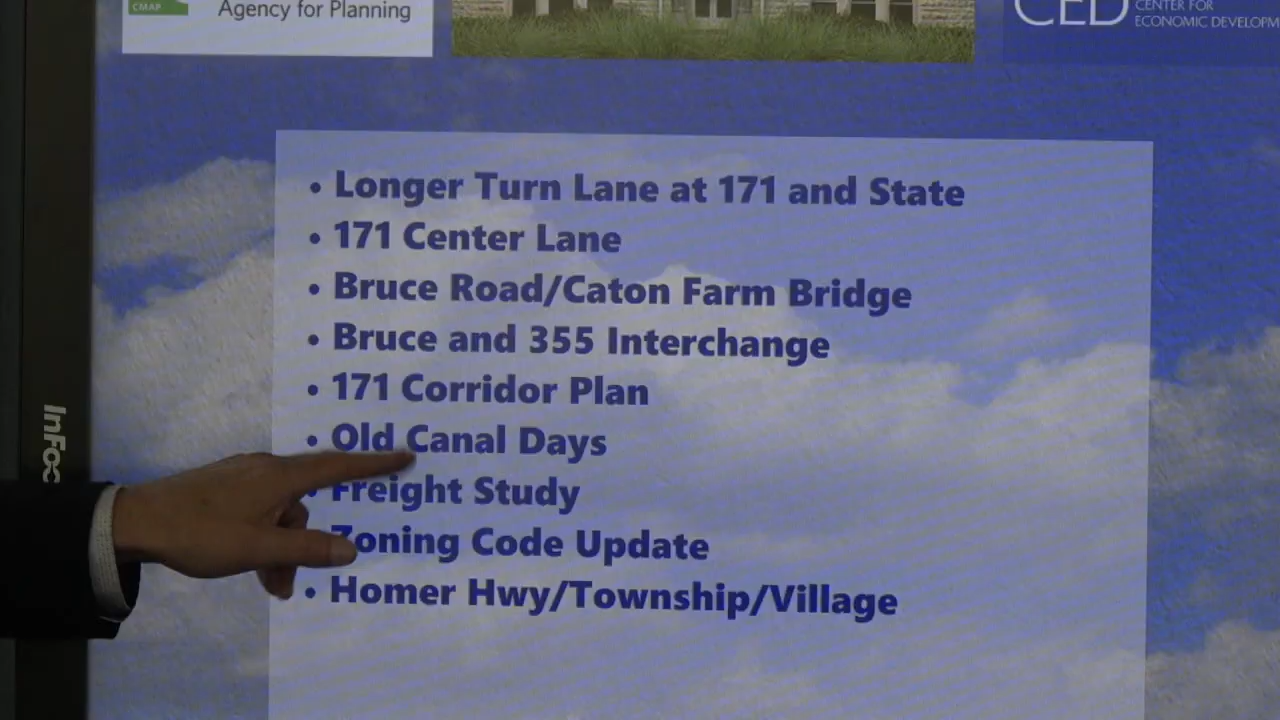 CMAP
Agency for Planning
CED
CENTER FOR
ECONOMIC DEVELOPM
• Longer Turn Lane at 171 and State
• 171 Center Lane
• Bruce Road/Caton Farm Bridge
• Bruce and 355 Interchange
• 171 Corridor Plan
• Old Canal Days
• Freight Study
Zoning Code Update
• Homer Hwy/Township/Village
InFoc